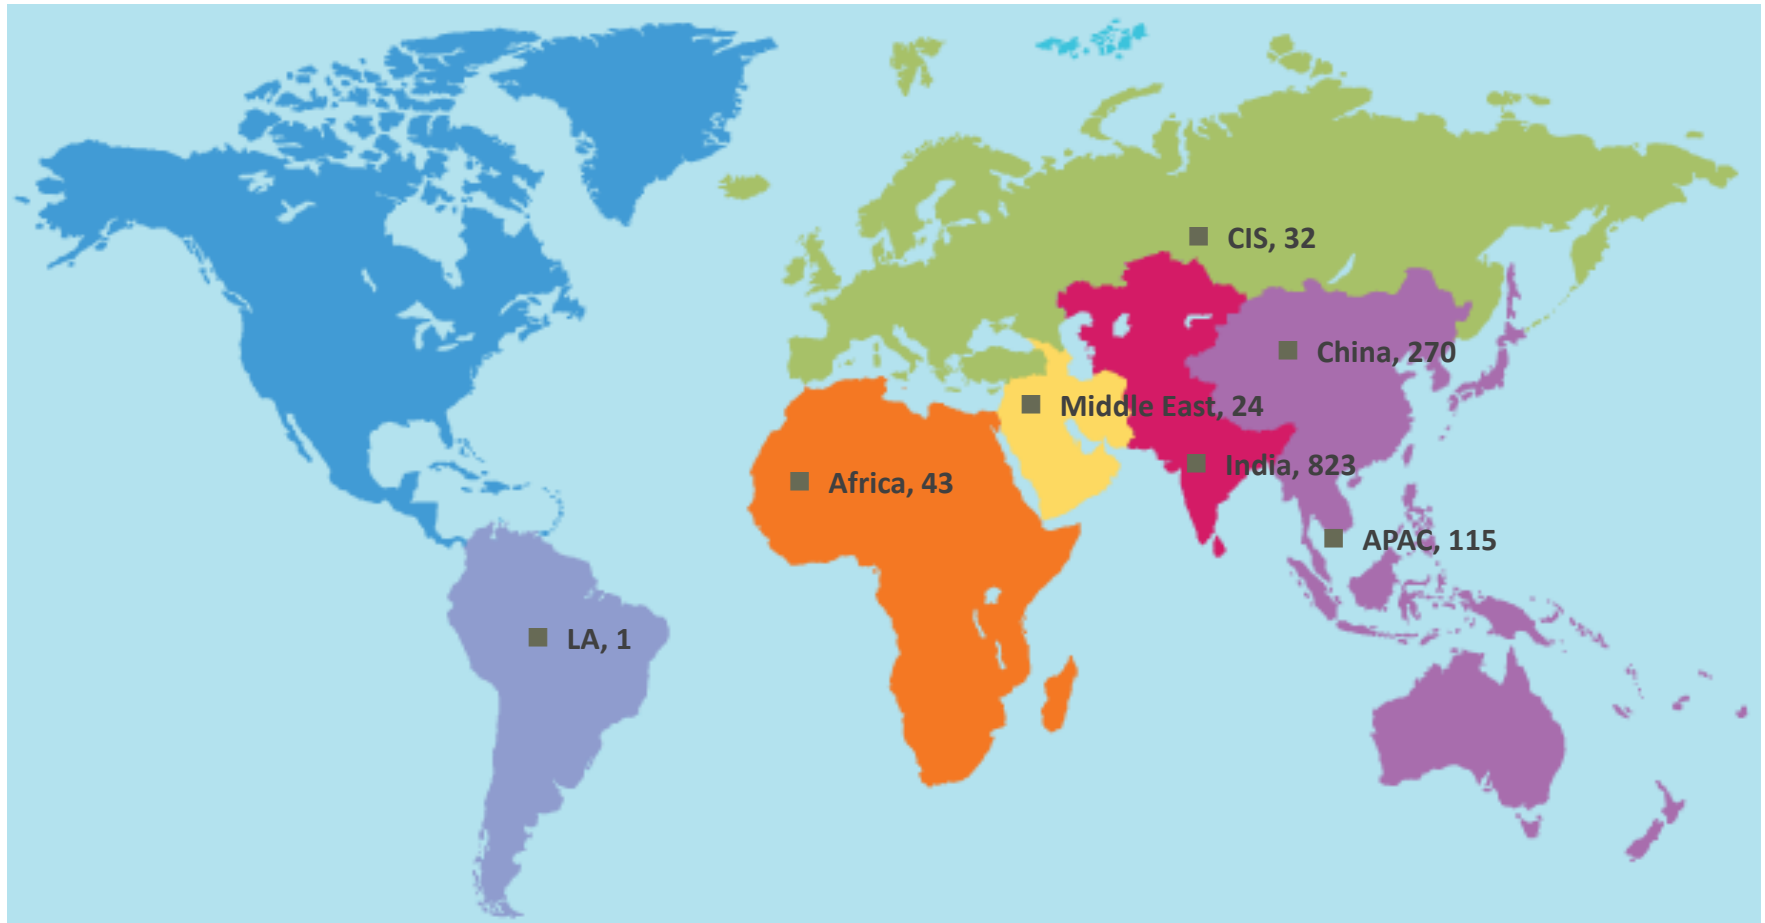 CIS, 32
China, 270
Middle East, 24
India, 823
Africa, 43
APAC, 115
LA, 1